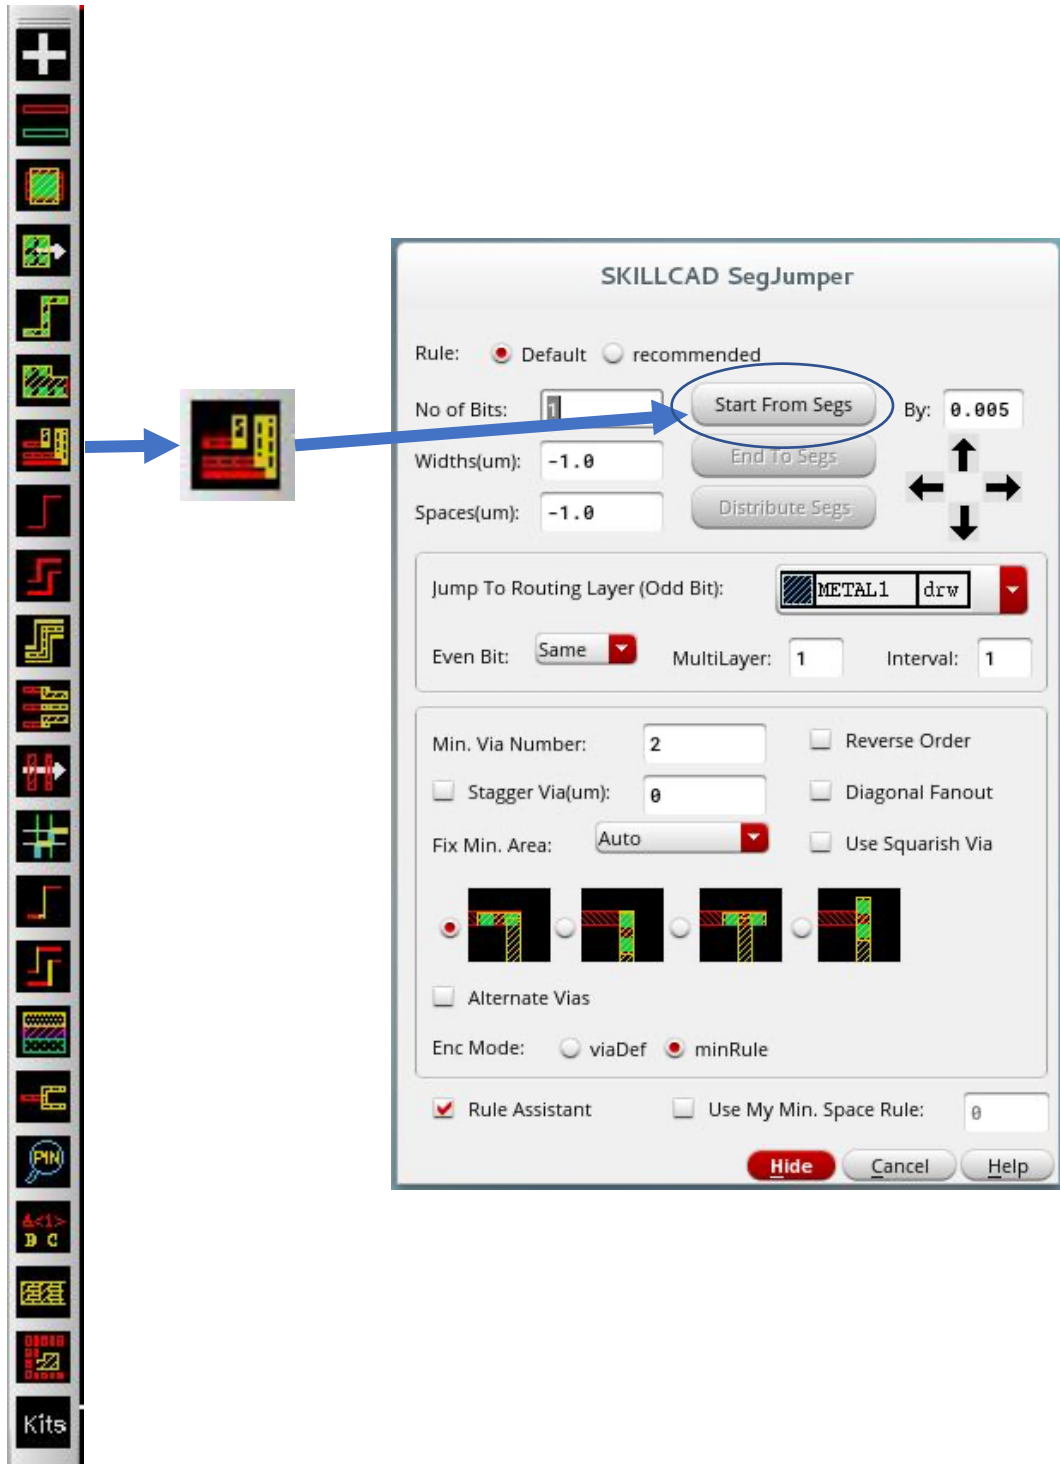 SKILLCAD SegJumper
Rule: Default recommended
No of Bits: 1 Start From Segs By: 0.005
Widths(um): -1.0 End To Segs
Spaces(um): -1.0 Distribute Segs
Jump To Routing Layer (Odd Bit): METAL1 drw
Even Bit: Same MultiLayer: 1 Interval: 1
Min. Via Number: 2 Reverse Order
Stagger Via(um): 0 Diagonal Fanout
Fix Min. Area: Auto Use Squarish Via
Alternate Vias
Enc Mode: viaDef minRule
Rule Assistant Use My Min. Space Rule: 0
Hide Cancel Help
PIN
&<1>
B C
Kits